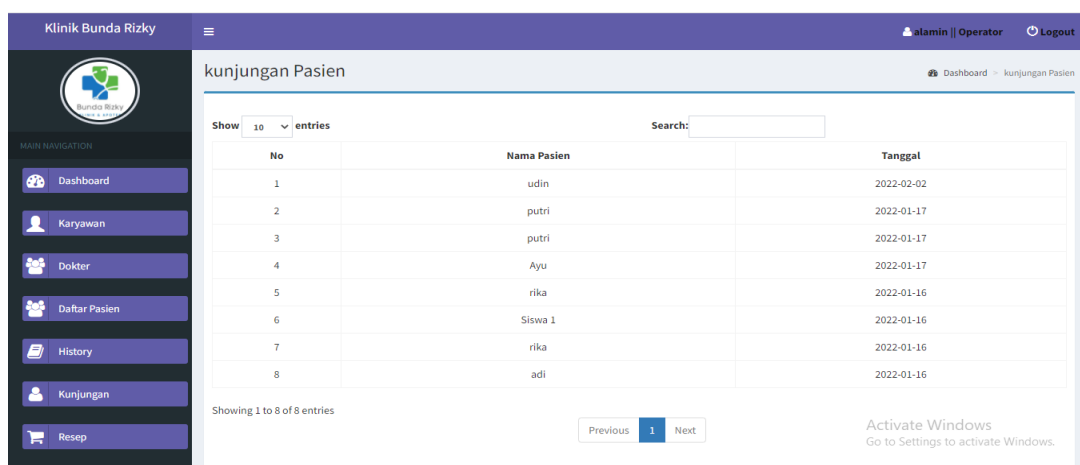 Klinik Bunda Rizky
alamin || Operator Logout
Bunda Rizky
kunjungan Pasien
Dashboard > kunjungan Pasien
MAIN NAVIGATION
Dashboard
Karyawan
Dokter
Daftar Pasien
History
Kunjungan
Resep
Show 10 entries Search:
No Nama Pasien Tanggal
1 udin 2022-02-02
2 putri 2022-01-17
3 putri 2022-01-17
4 Ayu 2022-01-17
5 rika 2022-01-16
6 Siswa 1 2022-01-16
7 rika 2022-01-16
8 adi 2022-01-16
Showing 1 to 8 of 8 entries
Previous 1 Next
Activate Windows
Go to Settings to activate Windows.